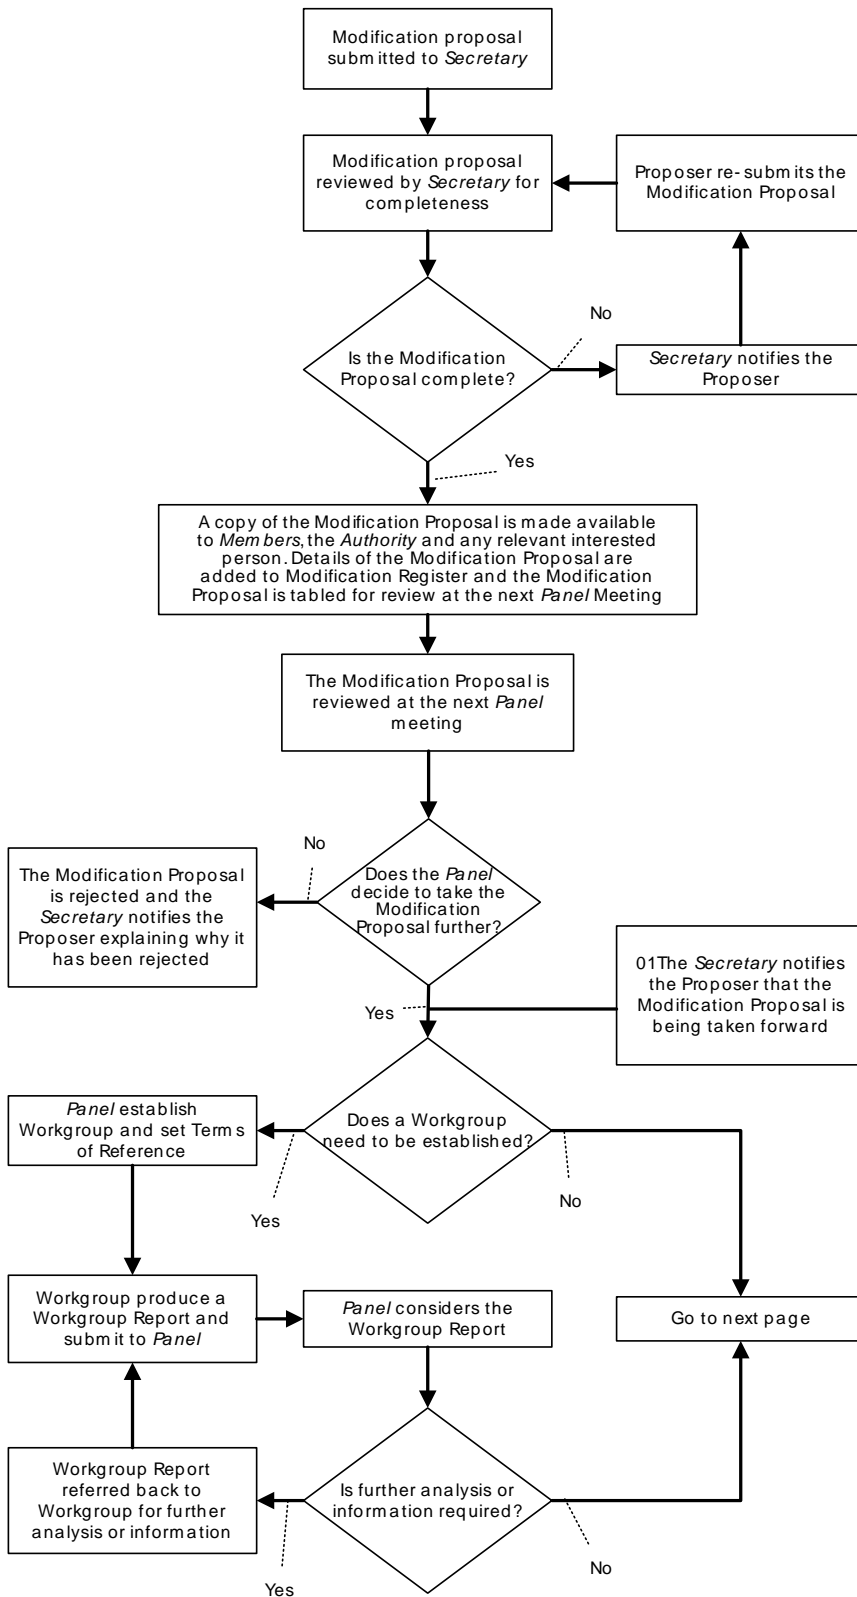 Modification proposal
submitted to Secretary
Modification proposal
reviewed by Secretary for
completeness
Proposer re-submits the
Modification Proposal
No
Is the Modification
Proposal complete?
Secretary notifies the
Proposer
Yes
A copy of the Modification Proposal is made available
to Members, the Authority and any relevant interested
person. Details of the Modification Proposal are
added to Modification Register and the Modification
Proposal is tabled for review at the next Panel Meeting
The Modification Proposal is
reviewed at the next Panel
meeting
No
The Modification Proposal
is rejected and the
Secretary notifies the
Proposer explaining why it
has been rejected
Does the Panel
decide to take the
Modification
Proposal further?
01The Secretary notifies
the Proposer that the
Modification Proposal is
being taken forward
Yes
Panel establish
Workgroup and set Terms
of Reference
Does a Workgroup
need to be established?
Yes
No
Workgroup produce a
Workgroup Report and
submit to Panel
Panel considers the
Workgroup Report
Go to next page
Workgroup Report
referred back to
Workgroup for further
analysis or information
Is further analysis or
information required?
Yes
No